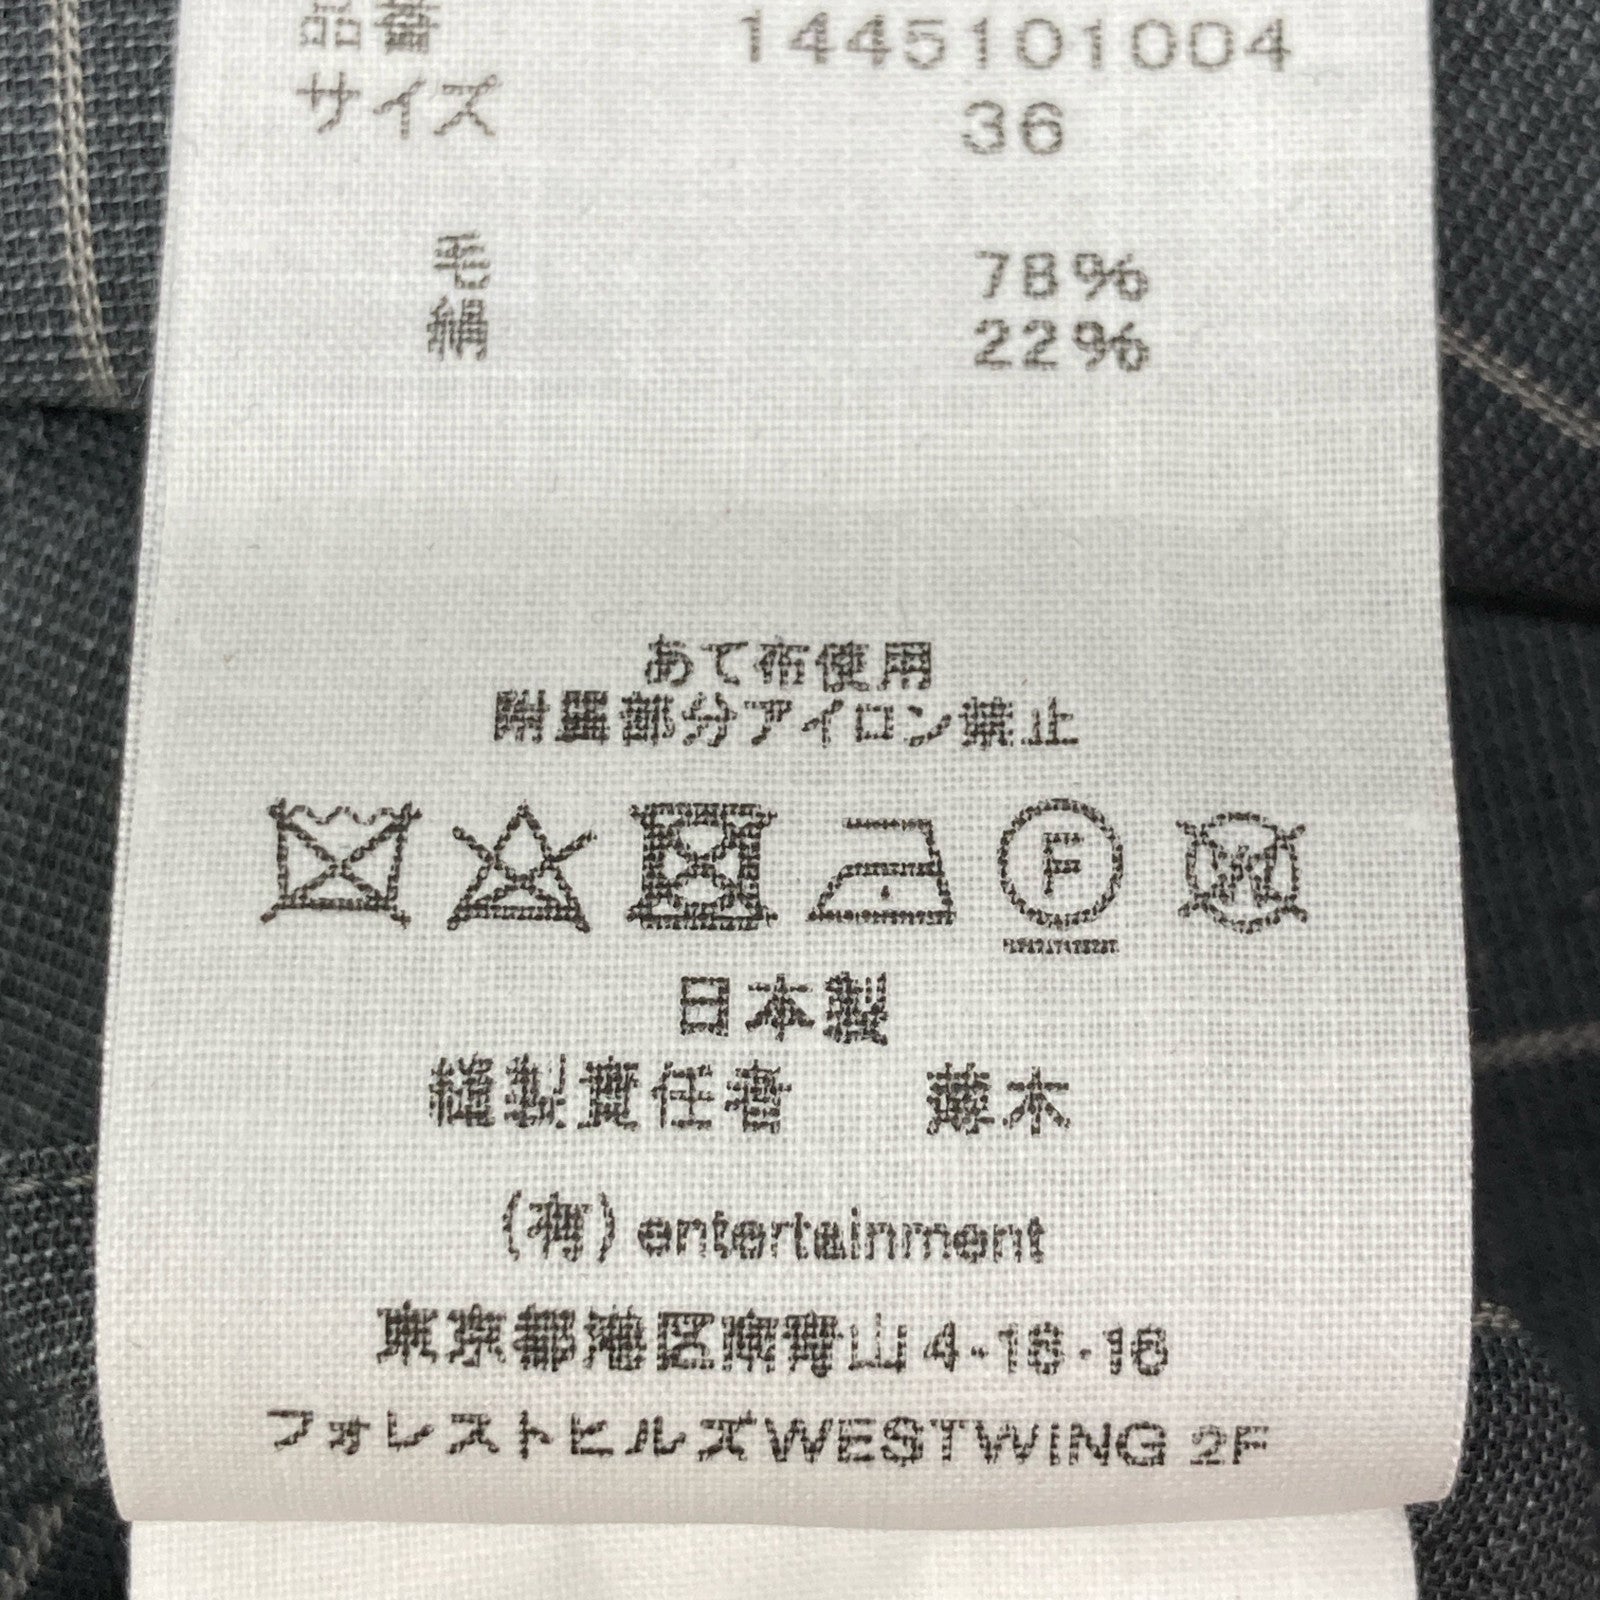 品番 1445101004
サイズ 36
毛 78%
絹 22%
あて布使用
附属部分アイロン禁止
F
W
日本製
縫製責任者 藤木
(有) entertainment
東京都港区南青山4-18-16
フォレストヒルズWESTWING 2F